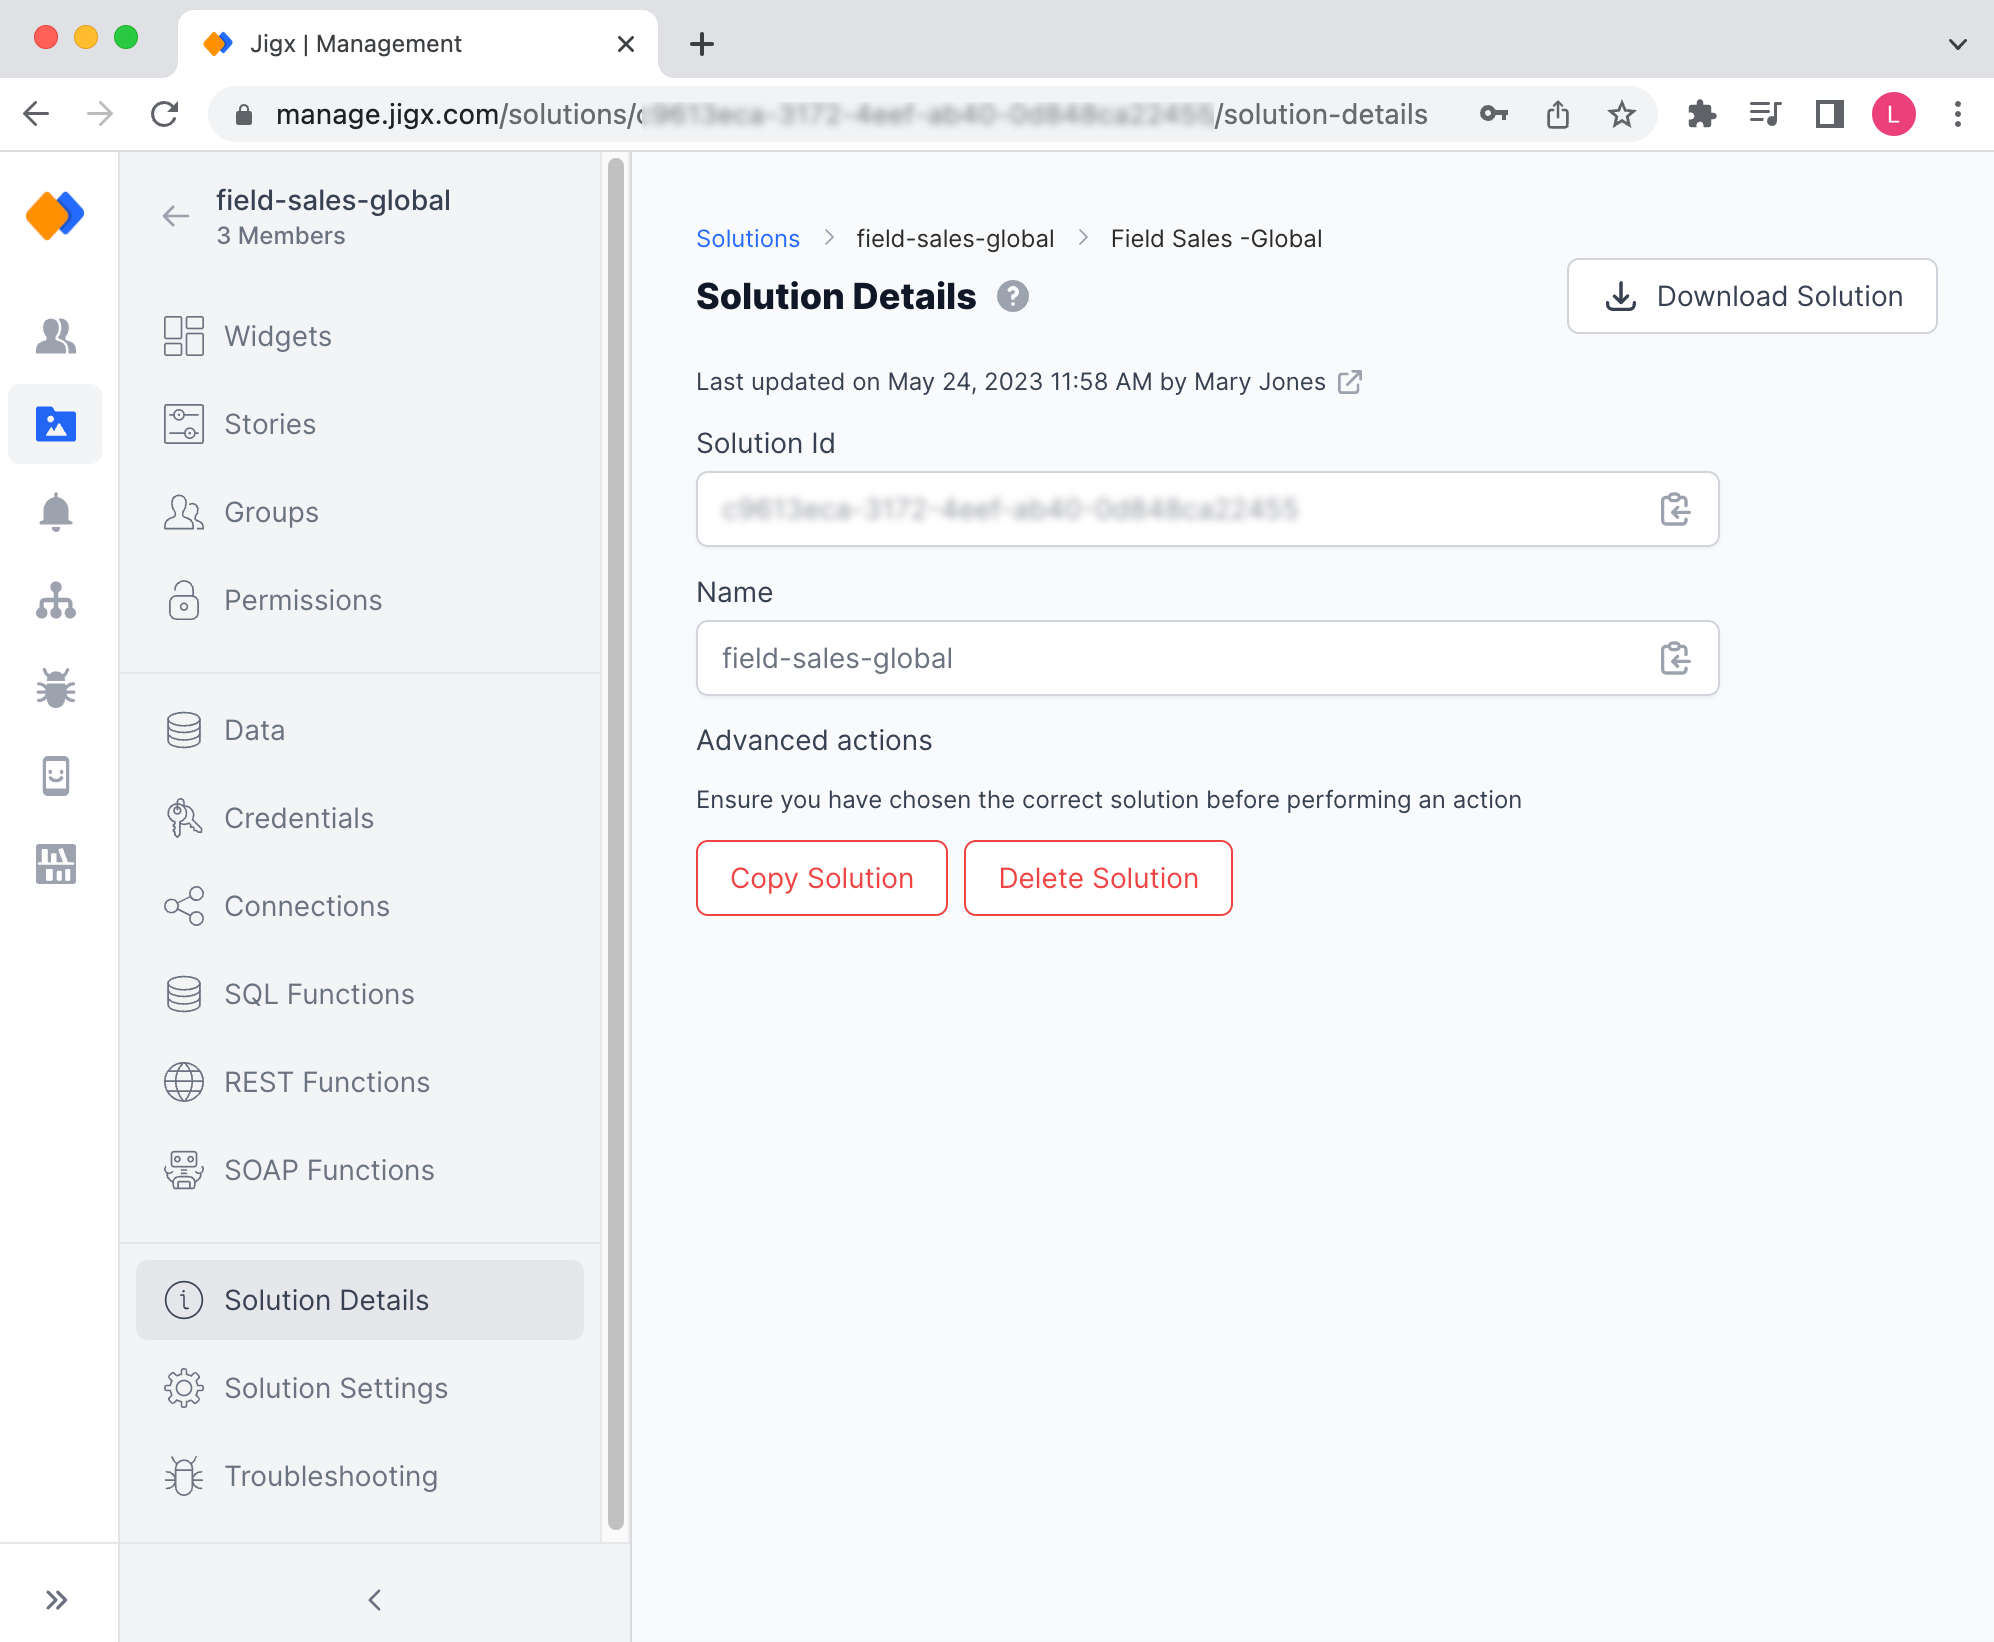 Jigx | Management
manage.jigx.com/solutions/ /solution-details
L
field-sales-global
3 Members
Widgets
Stories
Groups
Permissions
Data
Credentials
Connections
SQL Functions
REST Functions
SOAP Functions
Solution Details
Solution Settings
Troubleshooting
Solutions > field-sales-global > Field Sales -Global
Solution Details ?
Download Solution
Last updated on May 24, 2023 11:58 AM by Mary Jones
Solution Id
Name
field-sales-global
Advanced actions
Ensure you have chosen the correct solution before performing an action
Copy Solution
Delete Solution